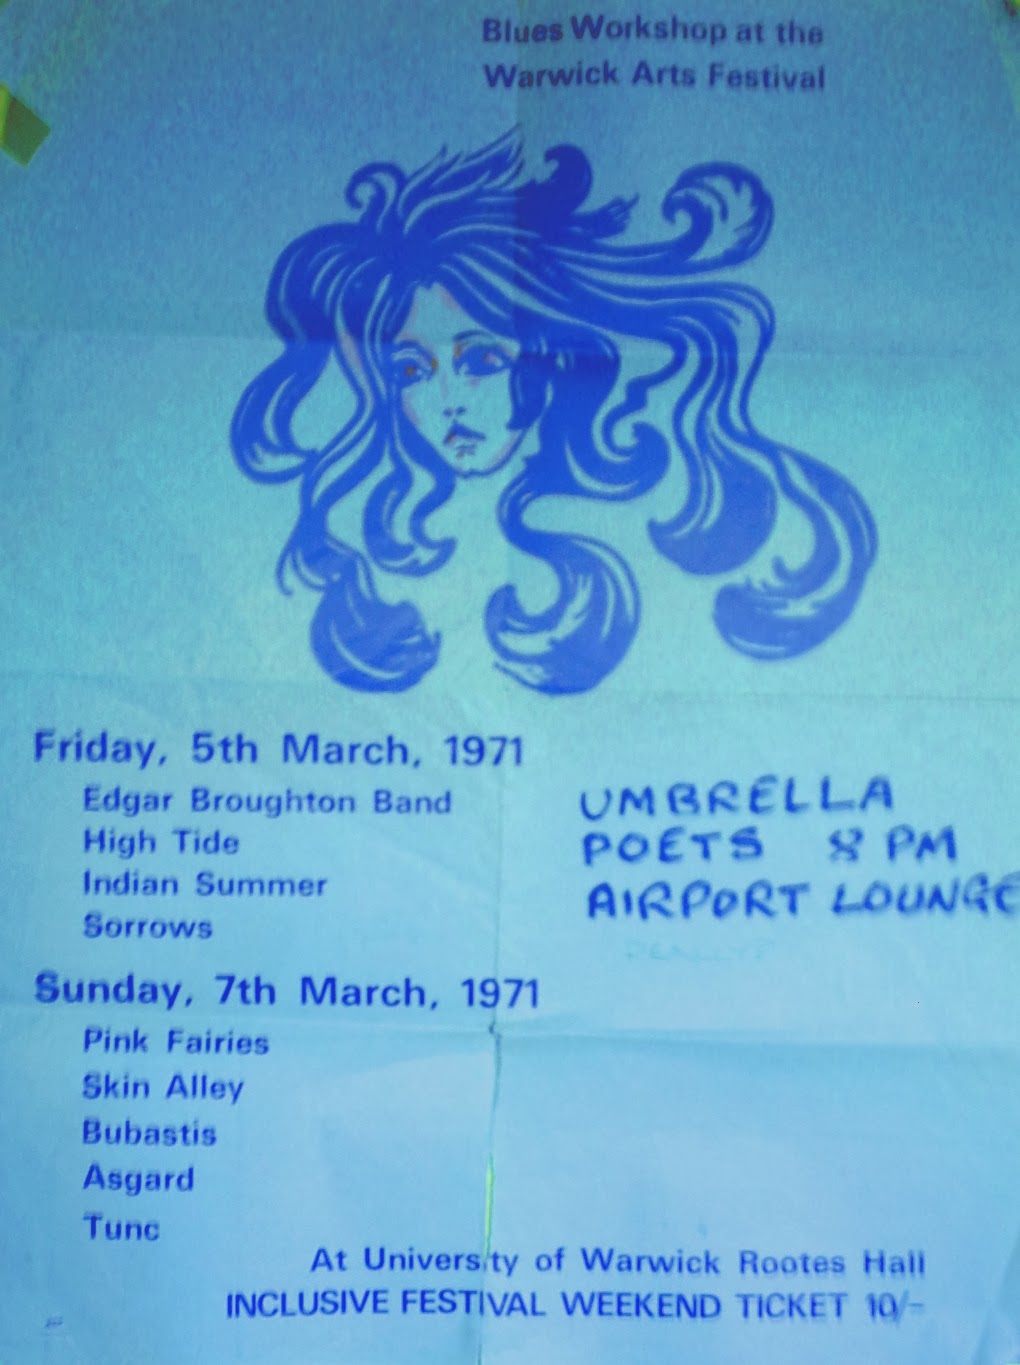 Blues Workshop at the
Warwick Arts Festival
Friday, 5th March, 1971
Edgar Broughton Band
High Tide
Indian Summer
Sorrows
UMBRELLA
POETS 8 PM
AIRPORT LOUNGE
Sunday, 7th March, 1971
Pink Fairies
Skin Alley
Bubastis
Asgard
Tunc
At University of Warwick Rootes Hall
INCLUSIVE FESTIVAL WEEKEND TICKET 10/-